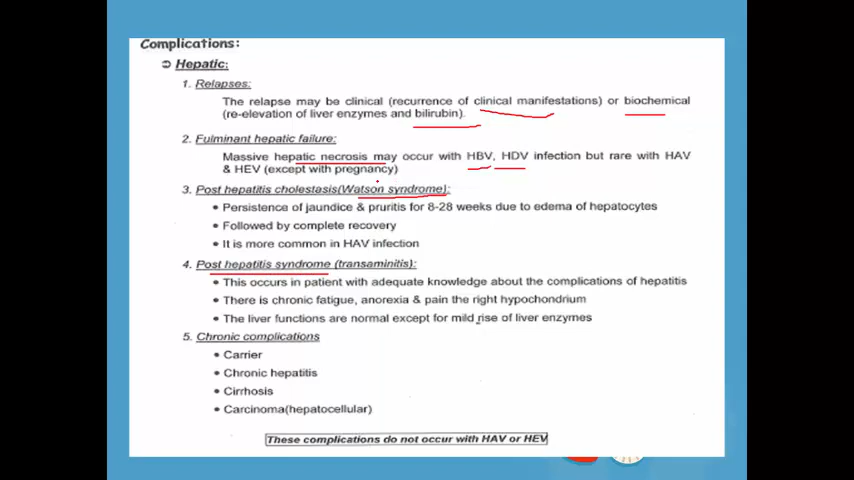 Complications:
➲ Hepatic:
1. Relapses:
The relapse may be clinical (recurrence of clinical manifestations) or biochemical
(re-elevation of liver enzymes and bilirubin).
2. Fulminant hepatic failure:
Massive hepatic necrosis may occur with HBV, HDV infection but rare with HAV
& HEV (except with pregnancy)
3. Post hepatitis cholestasis(Watson syndrome):
• Persistence of jaundice & pruritis for 8-28 weeks due to edema of hepatocytes
• Followed by complete recovery
• It is more common in HAV infection
4. Post hepatitis syndrome (transaminitis):
• This occurs in patient with adequate knowledge about the complications of hepatitis
• There is chronic fatigue, anorexia & pain the right hypochondrium
• The liver functions are normal except for mild rise of liver enzymes
5. Chronic complications
• Carrier
• Chronic hepatitis
• Cirrhosis
• Carcinoma(hepatocellular)
These complications do not occur with HAV or HEV